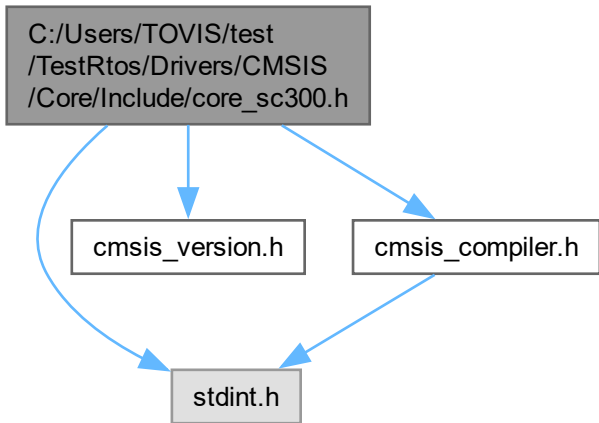 C:/Users/TOVIS/test
/TestRtos/Drivers/CMSIS
/Core/Include/core_sc300.h
cmsis_version.h
cmsis_compiler.h
stdint.h